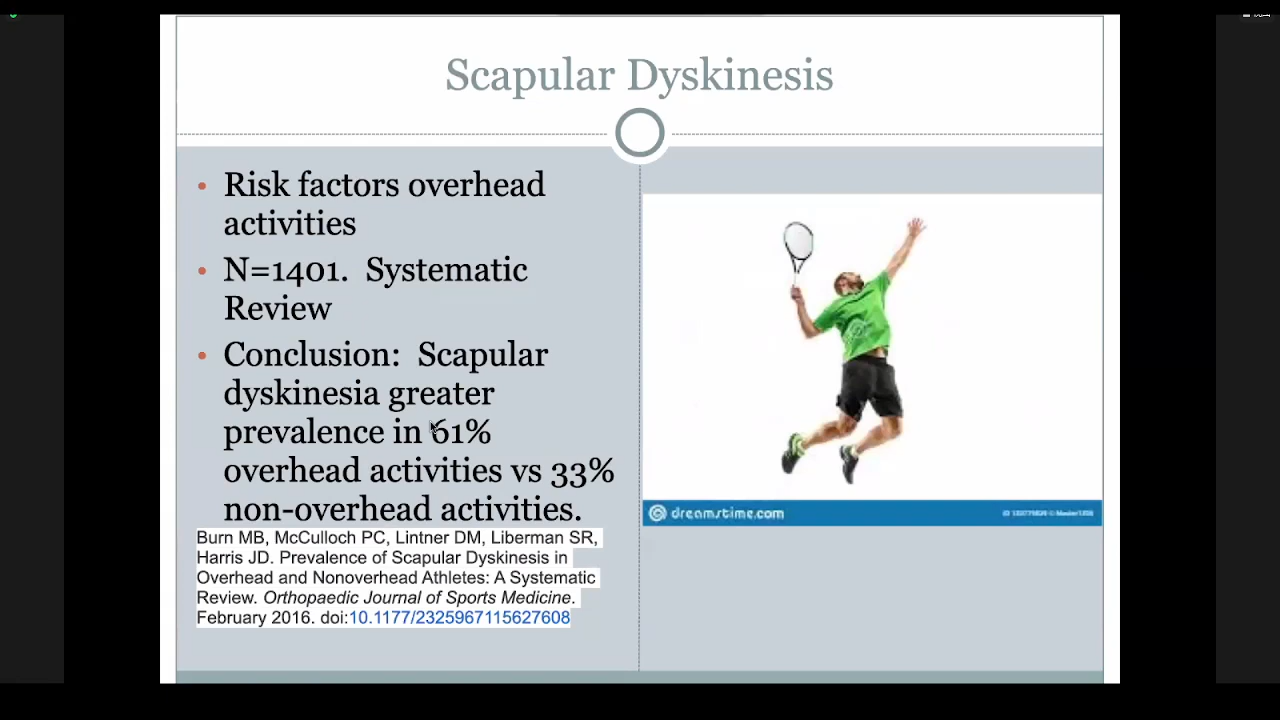 Scapular Dyskinesis
• Risk factors overhead
activities
• N=1401. Systematic
Review
• Conclusion: Scapular
dyskinesia greater
prevalence in 61%
overhead activities vs 33%
non-overhead activities.
Burn MB, McCulloch PC, Lintner DM, Liberman SR,
Harris JD. Prevalence of Scapular Dyskinesis in
Overhead and Nonoverhead Athletes: A Systematic
Review. Orthopaedic Journal of Sports Medicine.
February 2016. doi:10.1177/2325967115627608
dreamstime.com